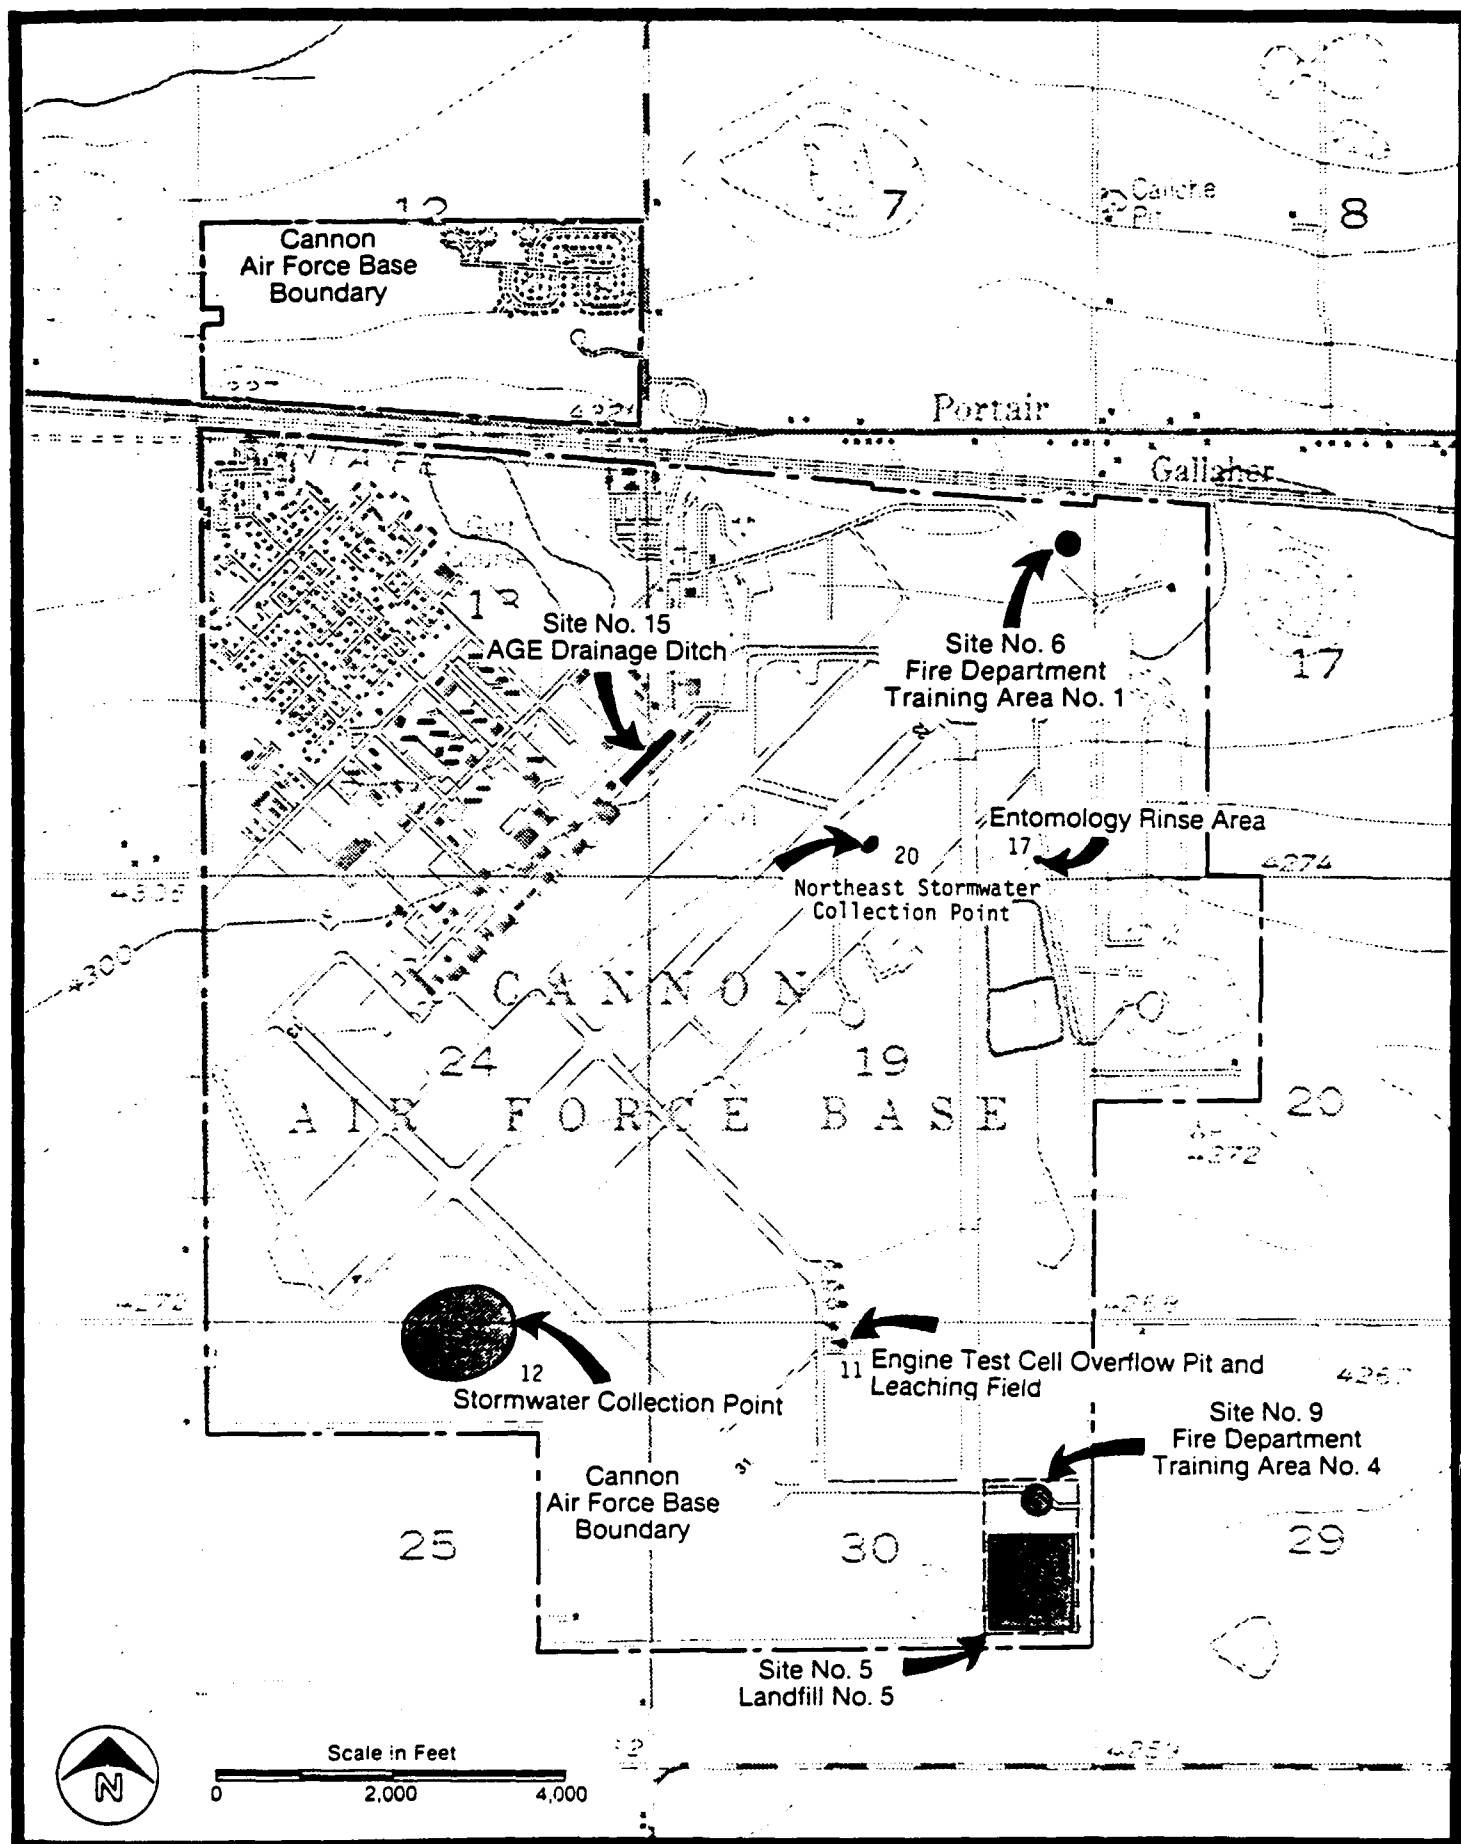 7
8
Caliche
Pit
Cannon
Air Force Base
Boundary
Portair
Gallaher
Site No. 15
AGE Drainage Ditch
Site No. 6
Fire Department
Training Area No. 1
17
Entomology Rinse Area
17
20
Northeast Stormwater
Collection Point
4274
4300
CANNON
24
19
AIR FORCE BASE
20
4272
4272
4268
12
Stormwater Collection Point
11
Engine Test Cell Overflow Pit and
Leaching Field
4267
Site No. 9
Fire Department
Training Area No. 4
31
Cannon
Air Force Base
Boundary
25
30
29
Site No. 5
Landfill No. 5
N
Scale in Feet
0 2,000 4,000
4259